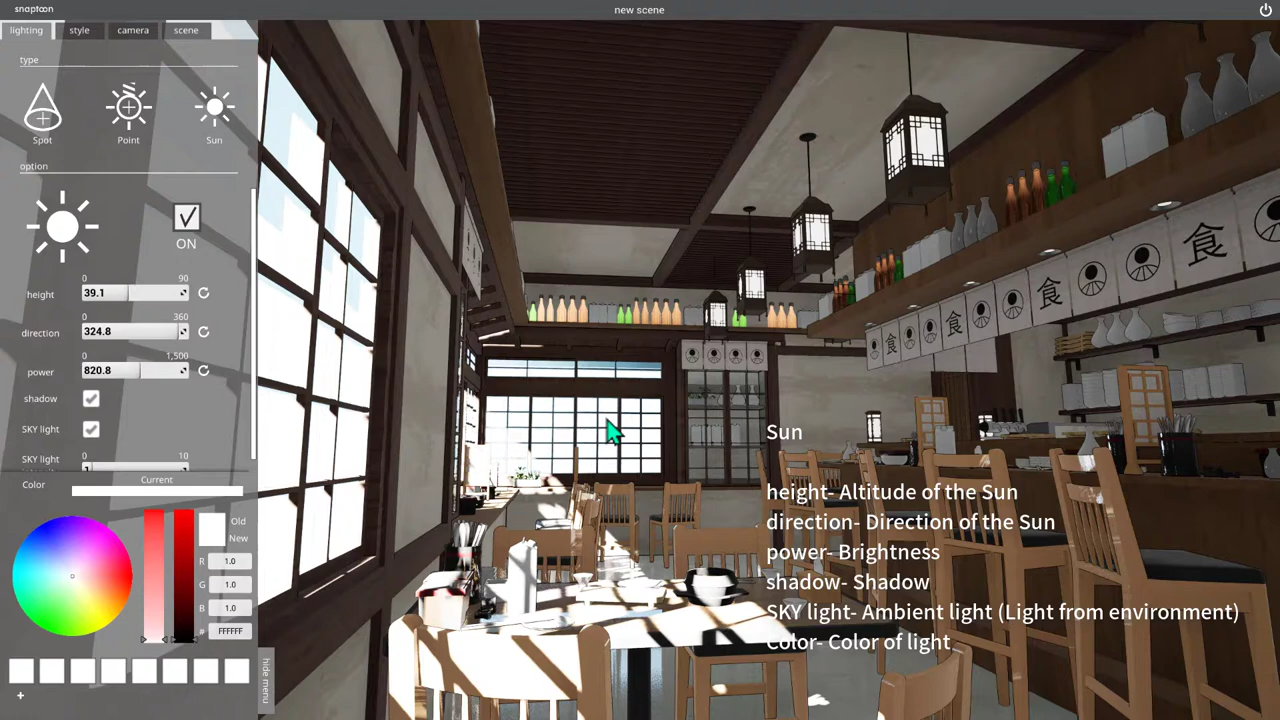 snaptoon
new scene
lighting style camera scene
type
Spot Point Sun
option
ON
0 90
height 39.1
0 360
direction 324.8
0 1,500
power 820.8
shadow
SKY light
0 10
SKY light
Color Current
Old
New
R 1.0
G 1.0
B 1.0
# FFFFFF
+
hide menu
食
食
食
食
Sun
height- Altitude of the Sun
direction- Direction of the Sun
power- Brightness
shadow- Shadow
SKY light- Ambient light (Light from environment)
Color- Color of light